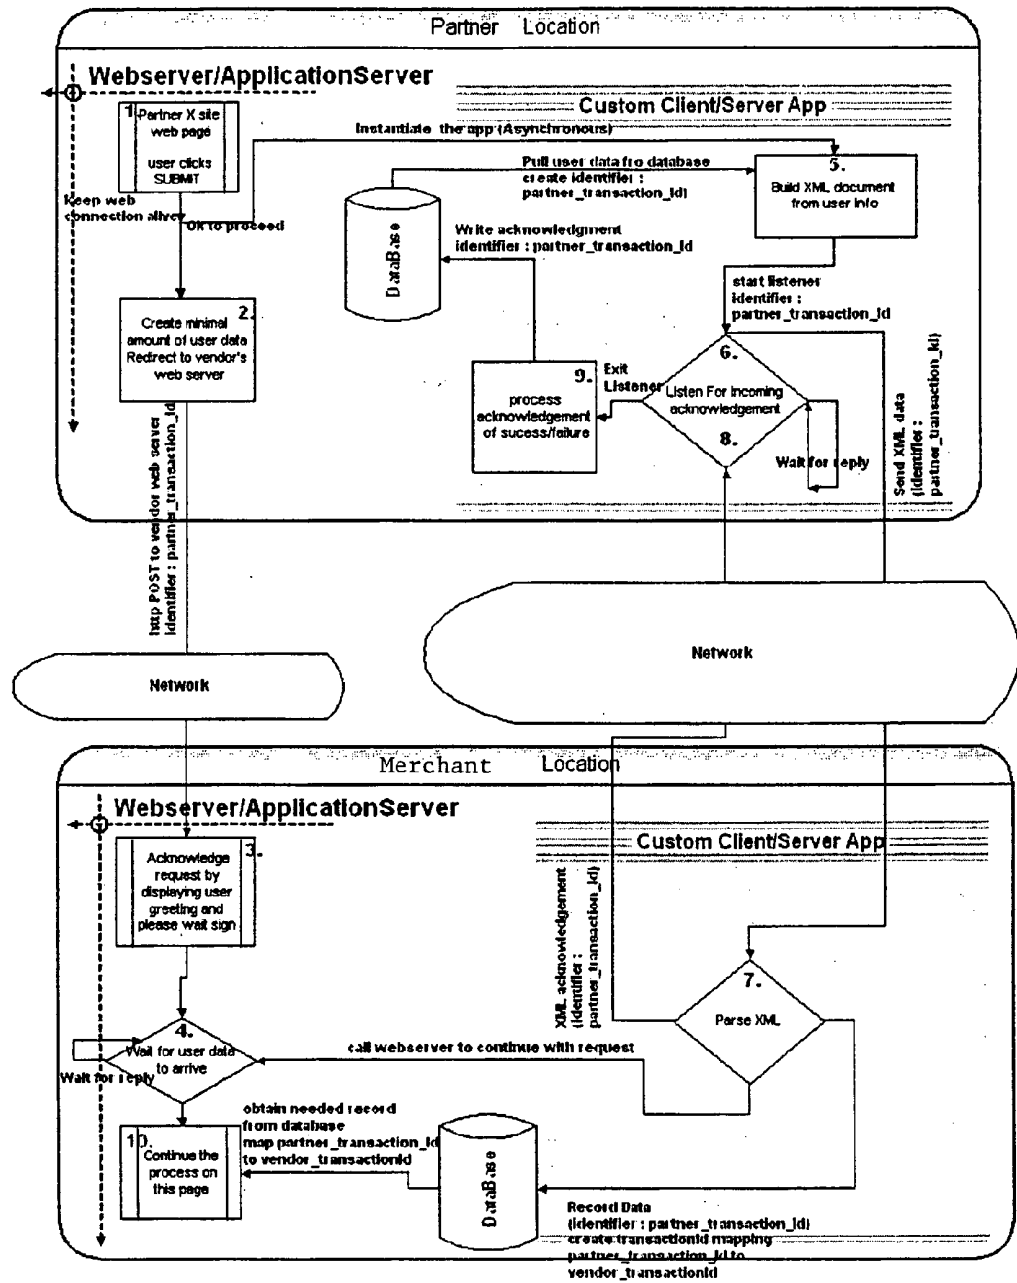 Partner Location
Webserver/ApplicationServer
Custom Client/Server App
1.
Partner X site
web page
user clicks
SUBMIT
Instantiate the app (Asynchronous)
Keep web
connection alive
Ok to proceed
Pull user data fro database
create identifier :
partner_transaction_id)
5.
Build XML document
from user info
DataBase
Write acknowledgment
identifier : partner_transaction_id
start listener
identifier :
partner_transaction_id
2.
Create minimal
amount of user data
Redirect to vendor's
web server
6.
Listen For Incoming
acknowledgement
8.
Exit
Listener
9.
process
acknowledgement
of sucess/failure
Wait for reply
Send XML data
(identifier :
partner_transaction_id)
http POST to vendor web server
identifier : partner_transaction_id
Network
Network
Merchant Location
Webserver/ApplicationServer
Custom Client/Server App
3.
Acknowledge
request by
displaying user
greeting and
please wait sign
XML acknowledgement
(identifier :
partner_transaction_id)
7.
Parse XML
4.
Wait for user data
to arrive
Wait for reply
call webserver to continue with request
10.
Continue the
process on
this page
obtain needed record
from database
map partner_transaction_id
to vendor_transactionId
DataBase
Record Data
(identifier : partner_transaction_id)
create transactionId mapping
partner_transaction_id to
vendor_transactionId